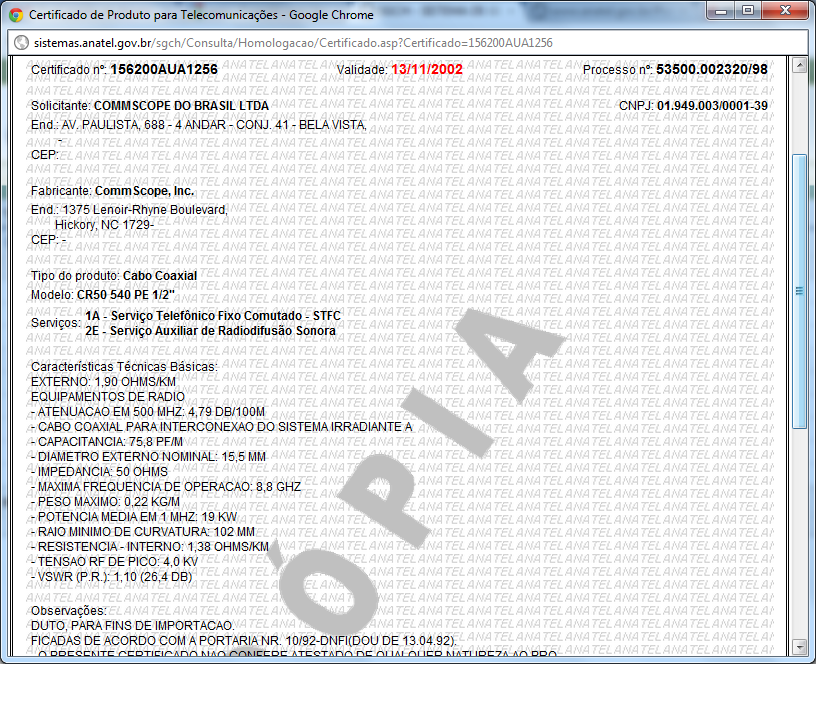 Certificado de Produto para Telecomunicações - Google Chrome
sistemas.anatel.gov.br/sgch/Consulta/Homologacao/Certificado.asp?Certificado=156200AUA1256
Certificado nº: 156200AUA1256 Validade: 13/11/2002 Processo nº: 53500.002320/98
Solicitante: COMMSCOPE DO BRASIL LTDA CNPJ: 01.949.003/0001-39
End.: AV. PAULISTA, 688 - 4 ANDAR - CONJ. 41 - BELA VISTA,
-
CEP:
Fabricante: CommScope, Inc.
End.: 1375 Lenoir-Rhyne Boulevard,
Hickory, NC 1729-
CEP: -
Tipo do produto: Cabo Coaxial
Modelo: CR50 540 PE 1/2"
Serviços: 1A - Serviço Telefônico Fixo Comutado - STFC
2E - Serviço Auxiliar de Radiodifusão Sonora
Características Técnicas Básicas:
EXTERNO: 1,90 OHMS/KM
EQUIPAMENTOS DE RADIO
- ATENUACAO EM 500 MHZ: 4,79 DB/100M
- CABO COAXIAL PARA INTERCONEXAO DO SISTEMA IRRADIANTE A
- CAPACITANCIA: 75,8 PF/M
- DIAMETRO EXTERNO NOMINAL: 15,5 MM
- IMPEDANCIA: 50 OHMS
- MAXIMA FREQUENCIA DE OPERACAO: 8,8 GHZ
- PESO MAXIMO: 0,22 KG/M
- POTENCIA MEDIA EM 1 MHZ: 19 KW
- RAIO MINIMO DE CURVATURA: 102 MM
- RESISTENCIA - INTERNO: 1,38 OHMS/KM
- TENSAO RF DE PICO: 4,0 KV
- VSWR (P.R.): 1,10 (26,4 DB)
ÓPIA
Observações:
DUTO, PARA FINS DE IMPORTACAO.
FICADAS DE ACORDO COM A PORTARIA NR. 10/92-DNFI(DOU DE 13.04.92).
- O PRESENTE CERTIFICADO NAO CONFERE ATESTADO DE QUALQUER NATUREZA AO PRO